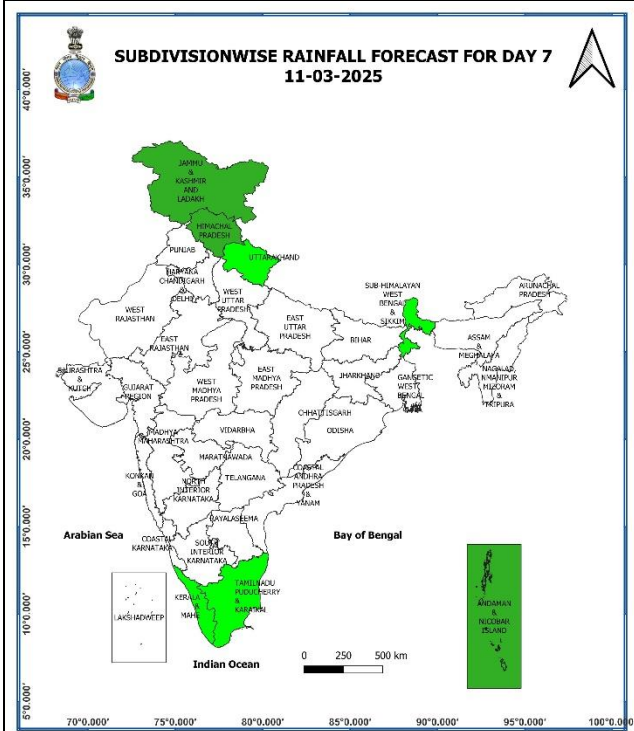 SUBDIVISIONWISE RAINFALL FORECAST FOR DAY 7
11-03-2025
40°0.000'
35°0.000'
30°0.000'
25°0.000'
20°0.000'
15°0.000'
10°0.000'
5°0.000'
JAMMU
&
KASHMIR
AND
LADAKH
HIMACHAL
PRADESH
PUNJAB
UTTARAKHAND
HARYANA
CHANDIGARH
&
DELHI
WEST
UTTAR
PRADESH
SUB-HIMALAYAN
WEST
BENGAL
&
SIKKIM
ARUNACHAL
PRADESH
WEST
RAJASTHAN
EAST
RAJASTHAN
EAST
UTTAR
PRADESH
BIHAR
ASSAM
&
MEGHALAYA
NAGALAD
MANIPUR
MIZORAM
&
TRIPURA
SAURASHTRA
&
KUTCH
GUJARAT
REGION
WEST
MADHYA
PRADESH
EAST
MADHYA
PRADESH
JHARKHAND
GANGETIC
WEST
BENGAL
CHHATTISGARH
ODISHA
MADHYA
MAHARASHTRA
VIDARBHA
MARATHWADA
KONKAN
&
GOA
NORTH
INTERIOR
KARNATAKA
TELANGANA
COASTAL
ANDHRA
PRADESH
&
YANAM
RAYALASEEMA
Arabian Sea
Bay of Bengal
COASTAL
KARNATAKA
SOUTH
INTERIOR
KARNATAKA
LAKSHADWEEP
KERALA
&
MAHE
TAMILNADU
PUDUCHERRY
&
KARAIKAL
ANDAMAN
&
NICOBAR
ISLAND
Indian Ocean
0 250 500 km
70°0.000' 75°0.000' 80°0.000' 85°0.000' 90°0.000' 95°0.000' 100°0.000'